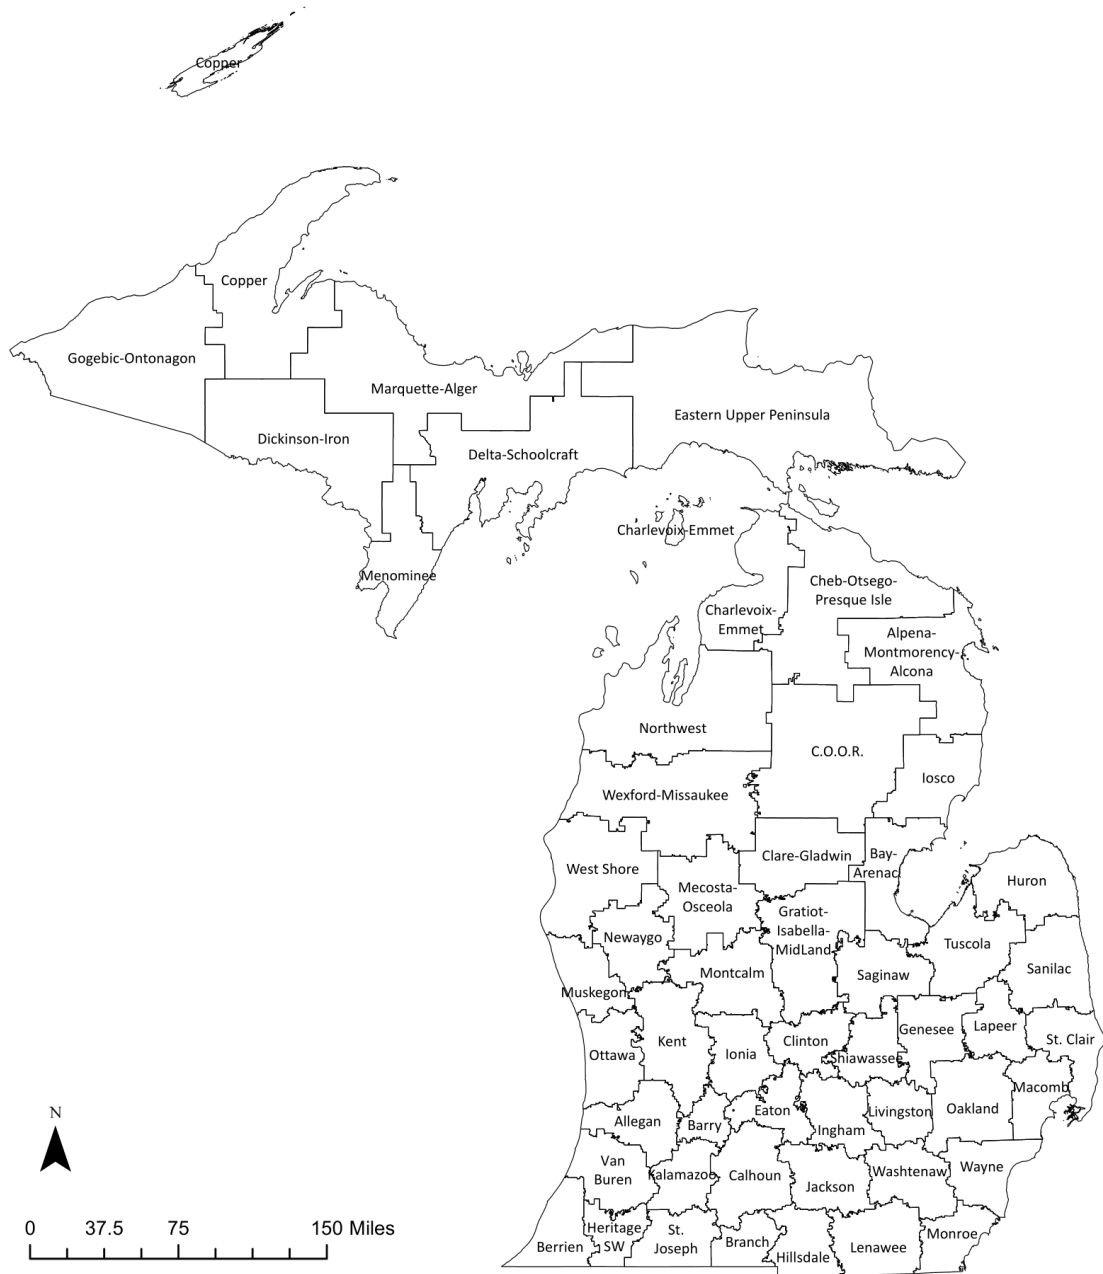 Copper
Copper
Gogebic-Ontonagon
Marquette-Alger
Eastern Upper Peninsula
Dickinson-Iron
Delta-Schoolcraft
Charlevoix-Emmet
Menominee
Cheb-Otsego-
Presque Isle
Charlevoix-
Emmet
Alpena-
Montmorency-
Alcona
Northwest
C.O.O.R.
Iosco
Wexford-Missaukee
Clare-Gladwin
Bay-
Arenac
West Shore
Huron
Mecosta-
Osceola
Gratiot-
Isabella-
MidLand
Newaygo
Tuscola
Sanilac
Montcalm
Saginaw
Muskegon
Genesee
Lapeer
St. Clair
Kent
Clinton
Ionia
Ottawa
Shiawassee
Macomb
Oakland
Eaton
Livingston
Allegan
Barry
Ingham
N
Van
Buren
Kalamazoo
Calhoun
Washtenaw
Wayne
Jackson
0 37.5 75 150 Miles
Heritage
SW
St.
Joseph
Branch
Monroe
Berrien
Hillsdale
Lenawee